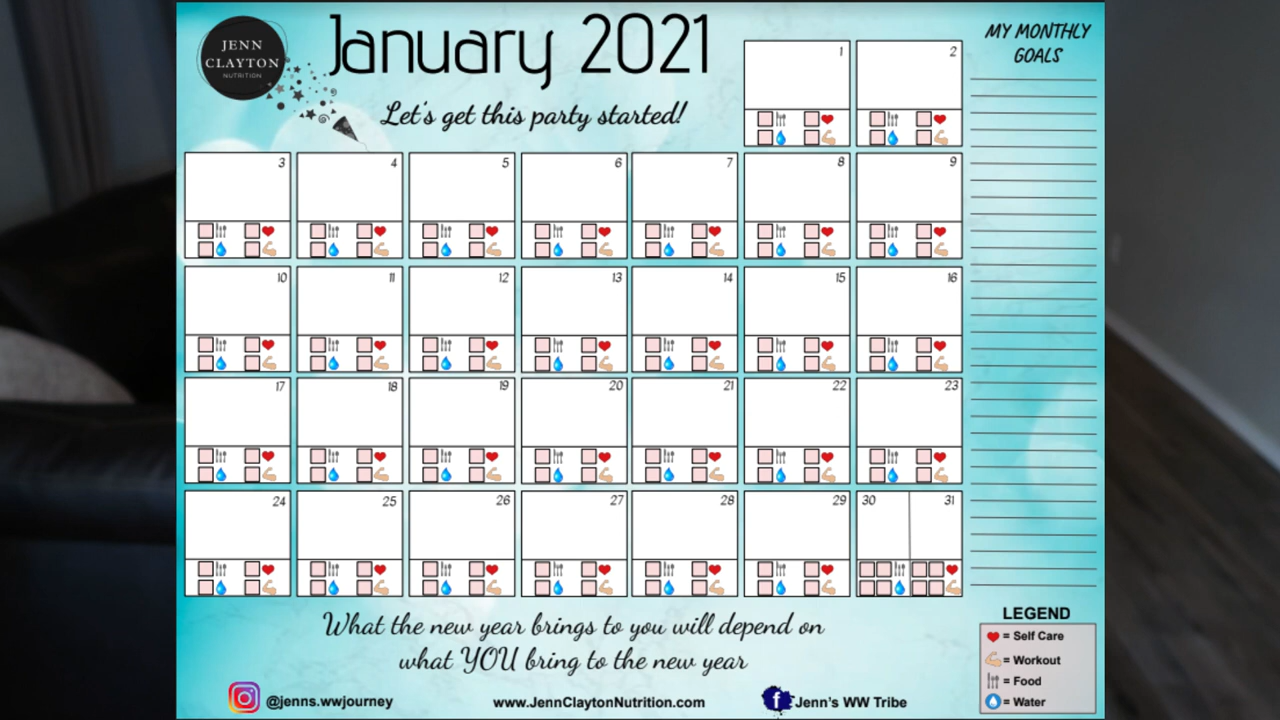 JENN
CLAYTON
NUTRITION
January 2021
Let's get this party started!
MY MONTHLY
GOALS
1 2
3 4 5 6 7 8 9
10 11 12 13 14 15 16
17 18 19 20 21 22 23
24 25 26 27 28 29 30 31
What the new year brings to you will depend on
what YOU bring to the new year
LEGEND
= Self Care
= Workout
= Food
= Water
@jenns.wwjourney www.JennClaytonNutrition.com Jenn's WW Tribe